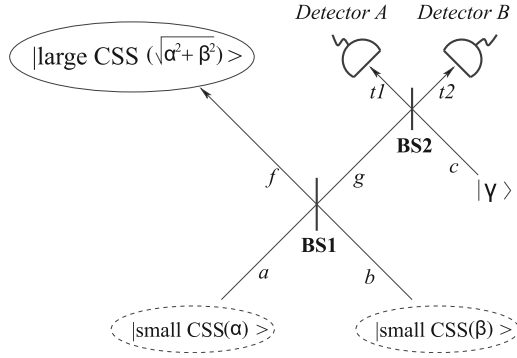 Detector A Detector B
|large CSS (√α²+ β²) >
t1 t2
BS2
f g c
|γ ⟩
BS1
a b
|small CSS(α) > |small CSS(β) >